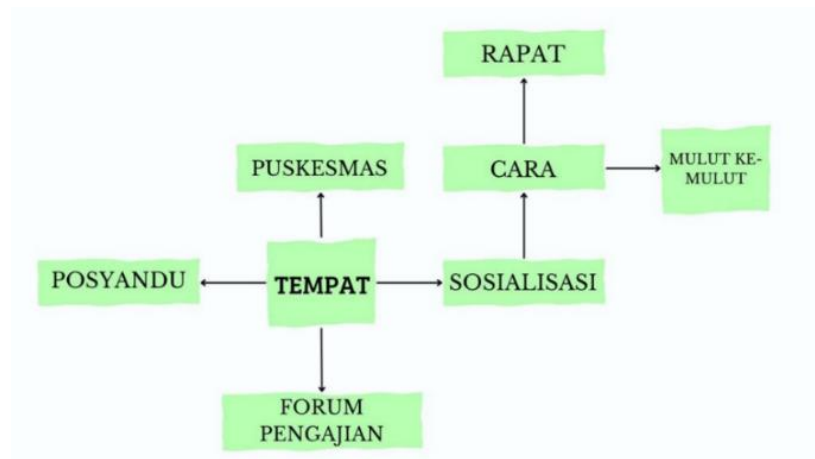 RAPAT
PUSKESMAS
CARA
MULUT KE-
MULUT
POSYANDU
TEMPAT
SOSIALISASI
FORUM
PENGAJIAN